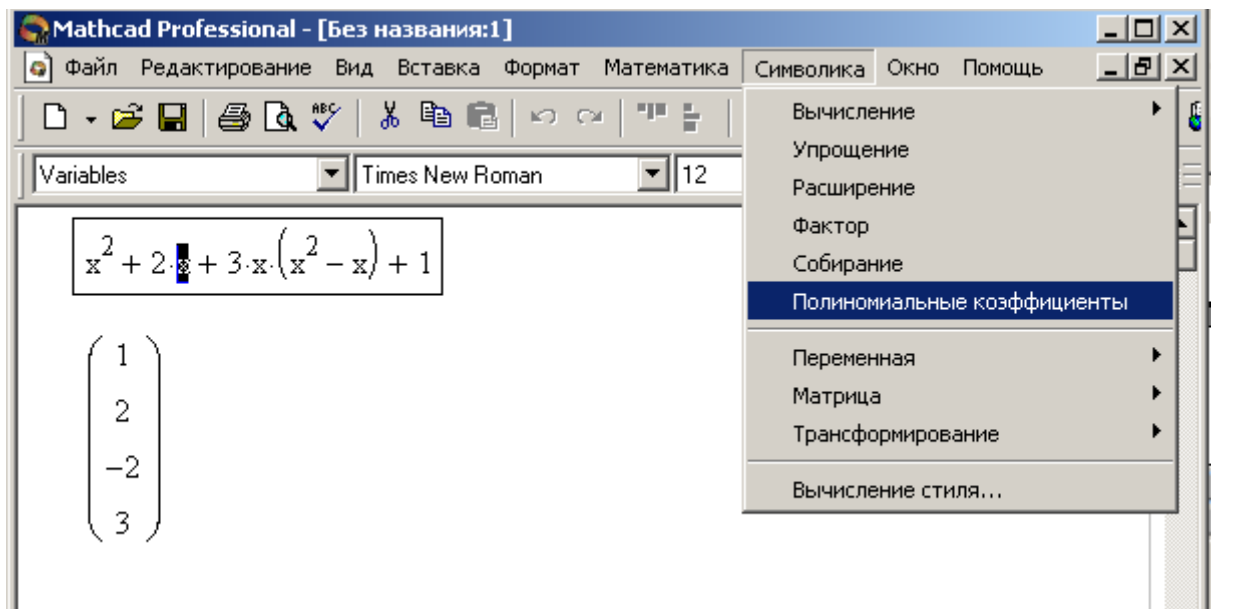 Mathcad Professional - [Без названия:1]
Файл Редактирование Вид Вставка Формат Математика Символика Окно Помощь
ABC
Variables Times New Roman 12
Вычисление
Упрощение
Расширение
Фактор
Собирание
Полиномиальные коэффициенты
Переменная
Матрица
Трансформирование
Вычисление стиля...
x² + 2·x + 3·x·(x² − x) + 1
1
2
−2
3